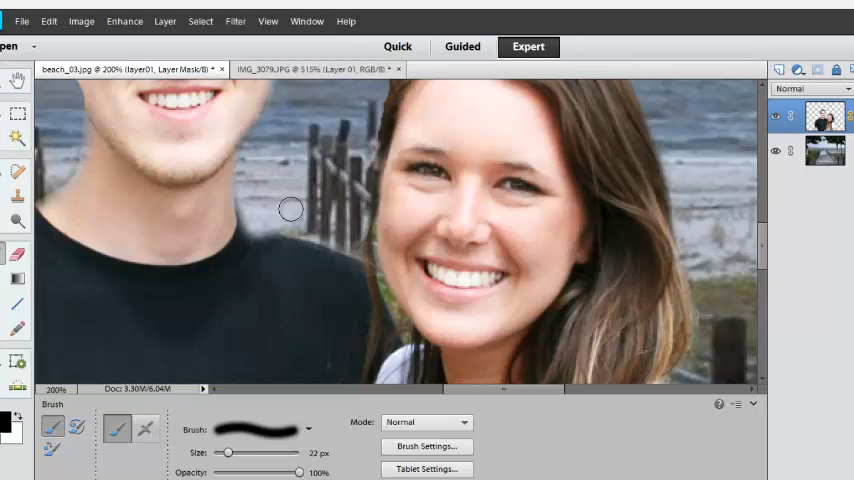 File Edit Image Enhance Layer Select Filter View Window Help
pen Quick Guided Expert
beach_03.jpg @ 200% (layer01, Layer Mask/8) * × IMG_3079.JPG @ 515% (Layer 01, RGB/8) * ×
Normal
200% Doc: 3.30M/6.04M
Brush
Brush: Mode: Normal
Size: 22 px Brush Settings...
Opacity: 100% Tablet Settings...